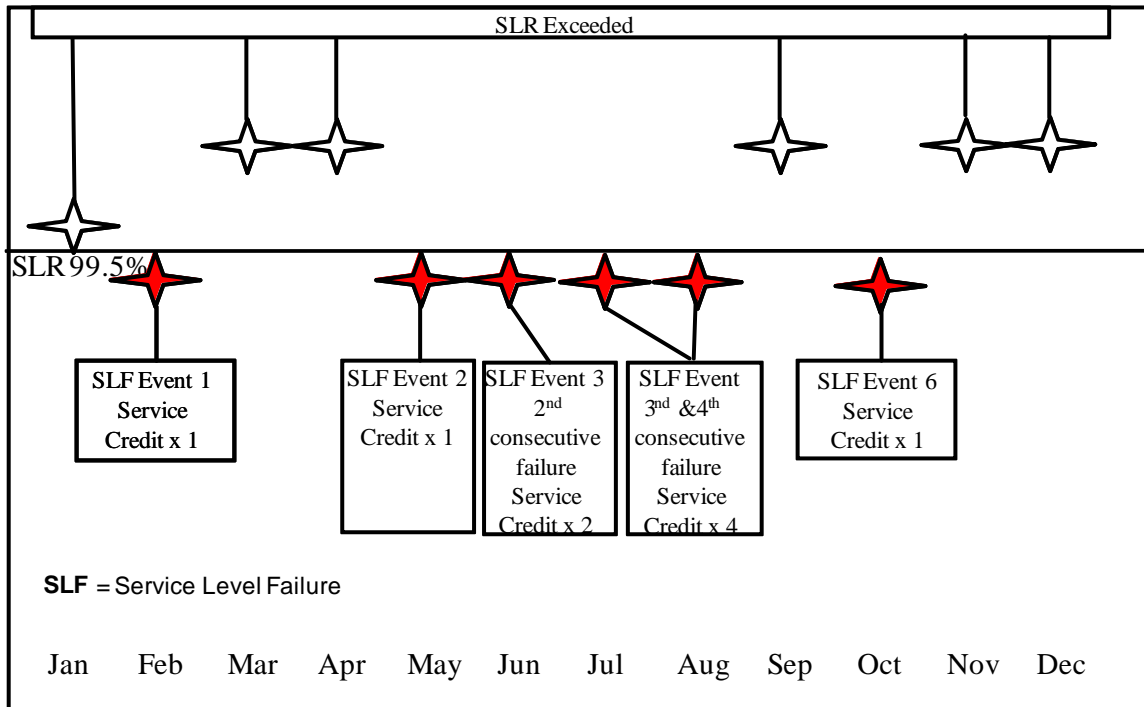 SLR Exceeded
SLR 99.5%
SLF Event 1
Service
Credit x 1
SLF Event 2
Service
Credit x 1
SLF Event 3
2nd
consecutive
failure
Service
Credit x 2
SLF Event
3nd &4th
consecutive
failure
Service
Credit x 4
SLF Event 6
Service
Credit x 1
SLF = Service Level Failure
Jan Feb Mar Apr May Jun Jul Aug Sep Oct Nov Dec